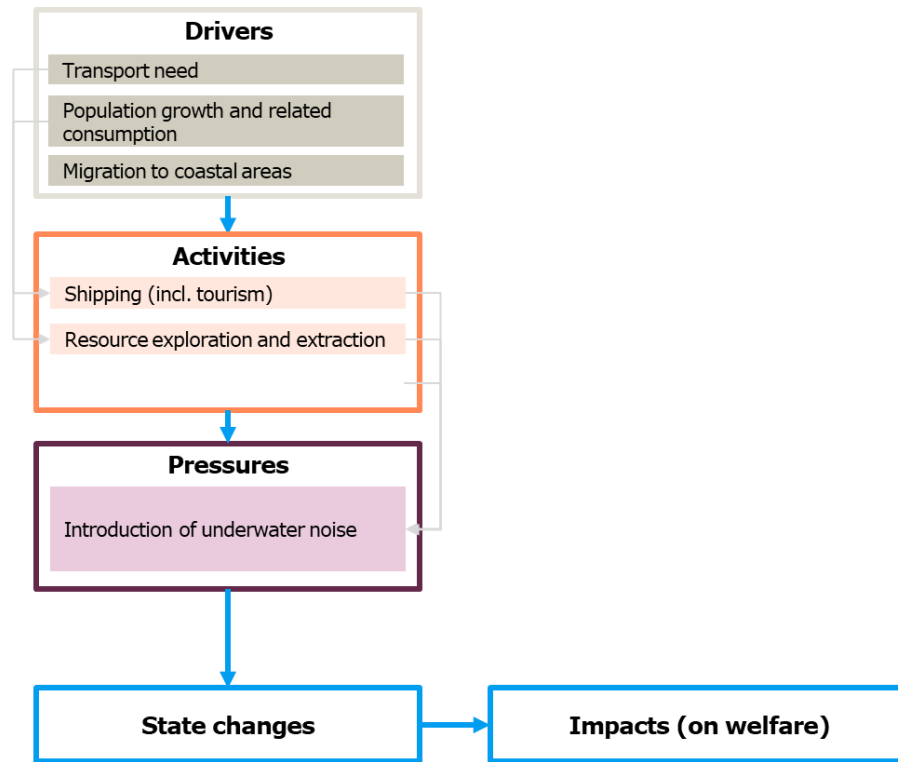 Drivers
Transport need
Population growth and related
consumption
Migration to coastal areas
Activities
Shipping (incl. tourism)
Resource exploration and extraction
Pressures
Introduction of underwater noise
State changes
Impacts (on welfare)